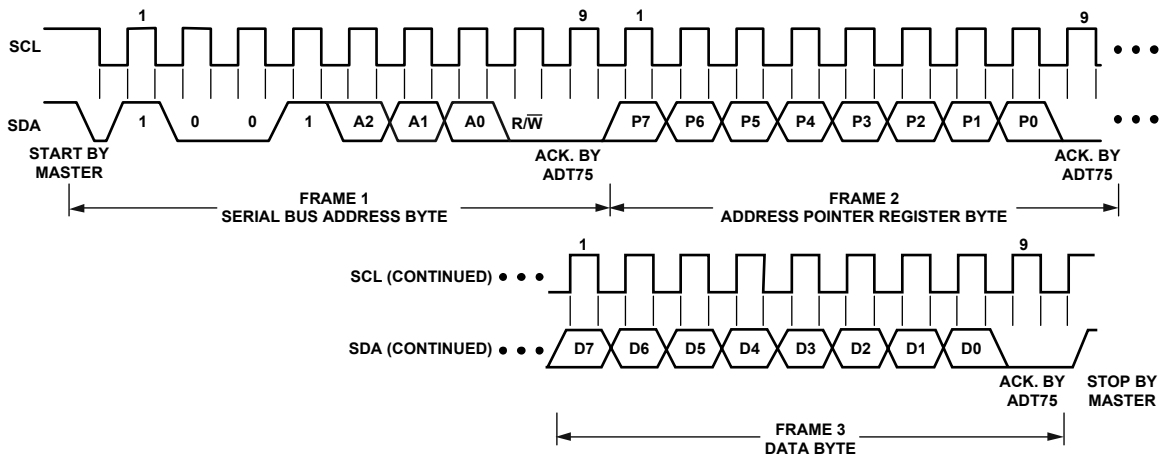 1 9 1 9
SCL
SDA 1 0 0 1 A2 A1 A0 R/W̅ P7 P6 P5 P4 P3 P2 P1 P0
START BY
MASTER
ACK. BY
ADT75
ACK. BY
ADT75
FRAME 1
SERIAL BUS ADDRESS BYTE
FRAME 2
ADDRESS POINTER REGISTER BYTE
1 9
SCL (CONTINUED)
SDA (CONTINUED) D7 D6 D5 D4 D3 D2 D1 D0
ACK. BY
ADT75
STOP BY
MASTER
FRAME 3
DATA BYTE